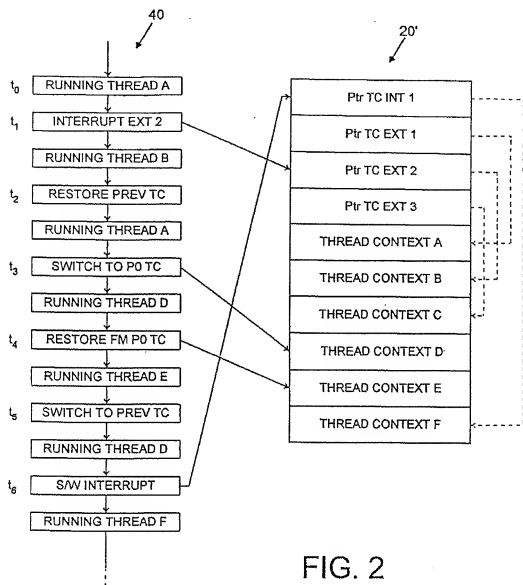 40
20'
t0 RUNNING THREAD A
t1 INTERRUPT EXT 2
RUNNING THREAD B
t2 RESTORE PREV TC
RUNNING THREAD A
t3 SWITCH TO P0 TC
RUNNING THREAD D
t4 RESTORE FM P0 TC
RUNNING THREAD E
t5 SWITCH TO PREV TC
RUNNING THREAD D
t6 S/W INTERRUPT
RUNNING THREAD F
Ptr TC INT 1
Ptr TC EXT 1
Ptr TC EXT 2
Ptr TC EXT 3
THREAD CONTEXT A
THREAD CONTEXT B
THREAD CONTEXT C
THREAD CONTEXT D
THREAD CONTEXT E
THREAD CONTEXT F
FIG. 2